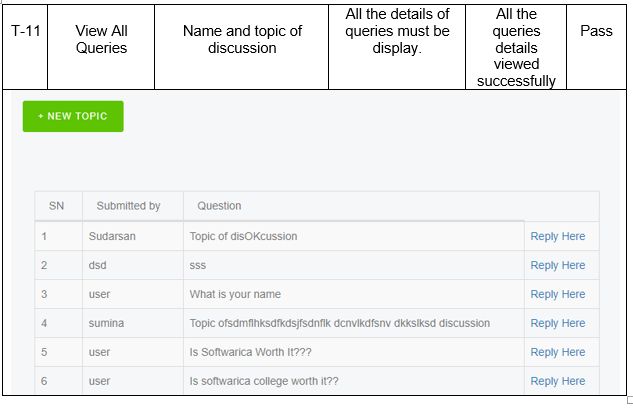 T-11 View All Queries Name and topic of discussion All the details of queries must be display. All the queries details viewed successfully Pass
+ NEW TOPIC
SN Submitted by Question
1 Sudarsan Topic of disOKcussion Reply Here
2 dsd sss Reply Here
3 user What is your name Reply Here
4 sumina Topic ofsdmflhksdfkdsjfsdnflk dcnvlkdfsnv dkkslksd discussion Reply Here
5 user Is Softwarica Worth It??? Reply Here
6 user Is softwarica college worth it?? Reply Here